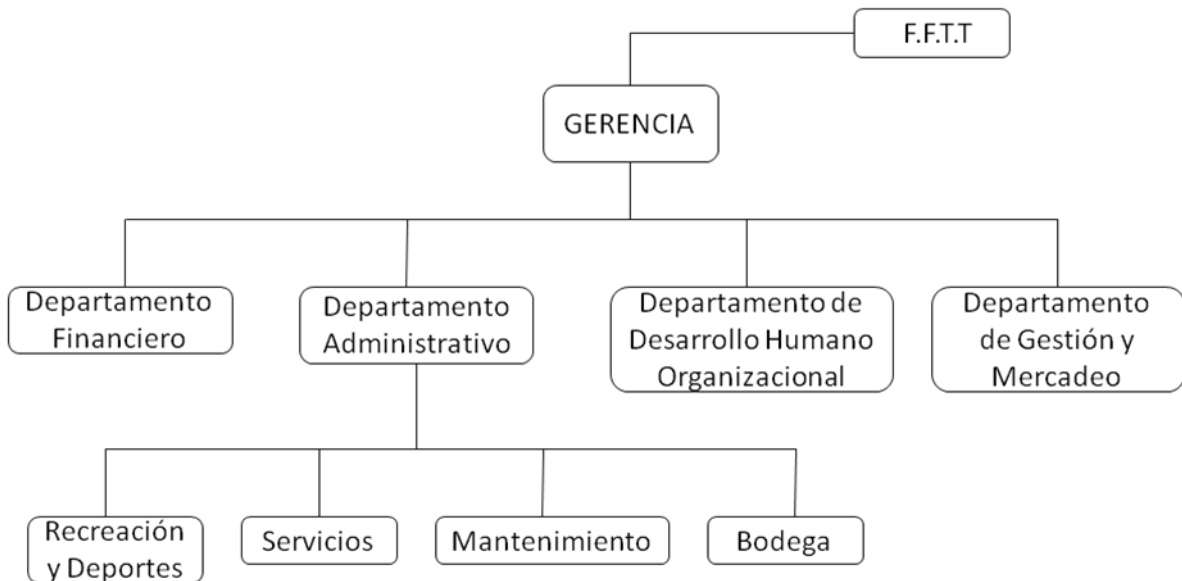 F.F.T.T
GERENCIA
Departamento
Financiero
Departamento
Administrativo
Departamento de
Desarrollo Humano
Organizacional
Departamento
de Gestión y
Mercadeo
Recreación
y Deportes
Servicios
Mantenimiento
Bodega